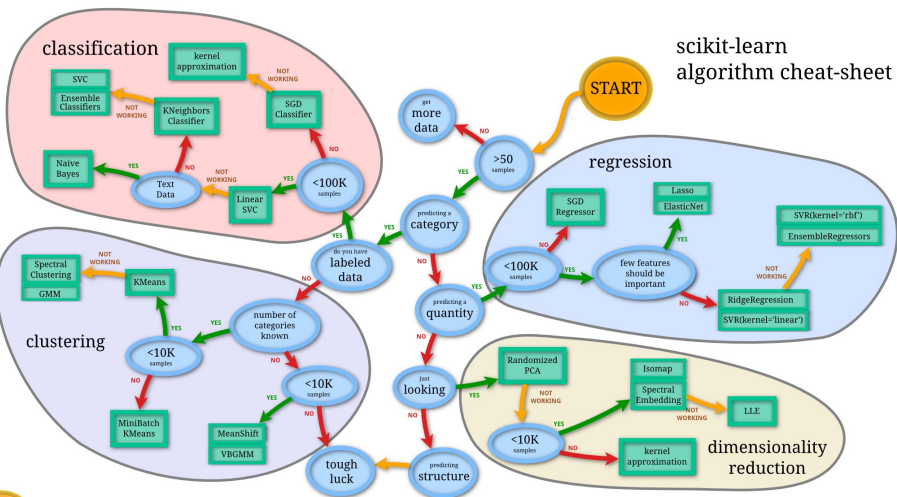 scikit-learn
algorithm cheat-sheet
START
classification
kernel
approximation
NOT
WORKING
SVC
Ensemble
Classifiers
NOT
WORKING
KNeighbors
Classifier
SGD
Classifier
NO
Naive
Bayes
YES
Text
Data
NO
NOT
WORKING
Linear
SVC
YES
<100K
samples
YES
get
more
data
NO
>50
samples
YES
predicting a
category
YES
NO
do you have
labeled
data
NO
predicting a
quantity
YES
NO
just
looking
YES
NO
predicting
structure
tough
luck
regression
SGD
Regressor
NO
<100K
samples
YES
Lasso
ElasticNet
YES
few features
should be
important
NO
SVR(kernel='rbf')
EnsembleRegressors
NOT
WORKING
RidgeRegression
SVR(kernel='linear')
clustering
Spectral
Clustering
GMM
NOT
WORKING
KMeans
YES
<10K
samples
NO
MiniBatch
KMeans
number of
categories
known
YES
NO
<10K
samples
YES
NO
MeanShift
VBGMM
dimensionality
reduction
Randomized
PCA
NOT
WORKING
<10K
samples
YES
NO
Isomap
Spectral
Embedding
NOT
WORKING
LLE
kernel
approximation